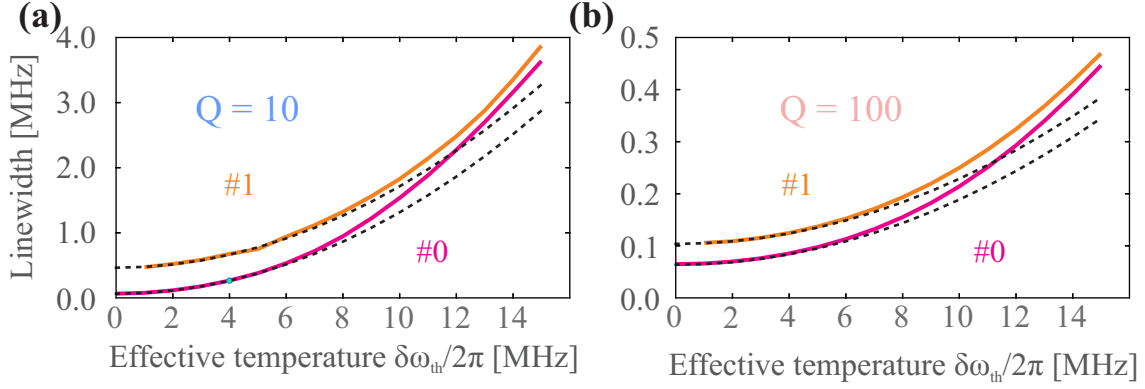 (a)
Linewidth [MHz]
4.0
3.0
2.0
1.0
0.0
Q = 10
#1
#0
0 2 4 6 8 10 12 14
Effective temperature δω_th/2π [MHz]
(b)
0.5
0.4
0.3
0.2
0.1
0.0
Q = 100
#1
#0
0 2 4 6 8 10 12 14
Effective temperature δω_th/2π [MHz]